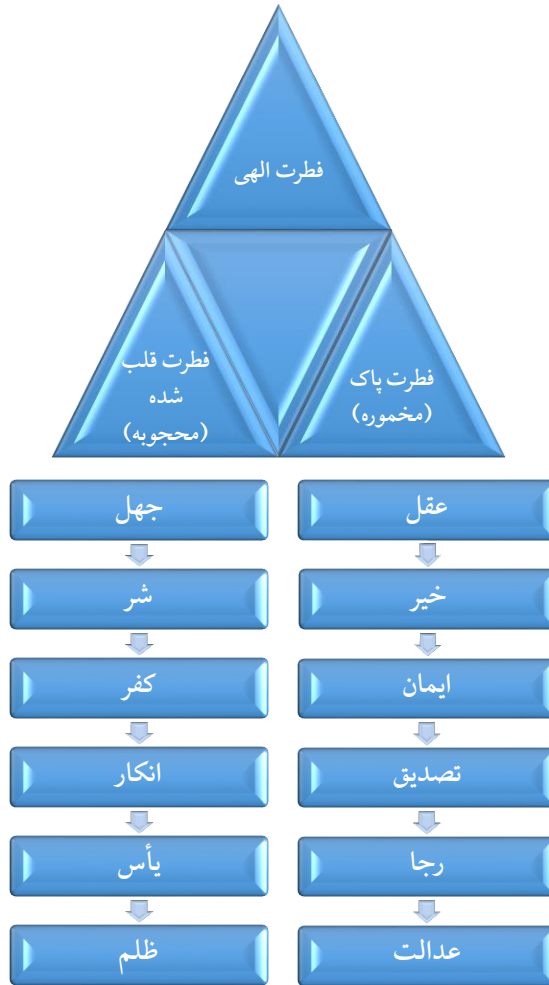 فطرت الهی
فطرت پاک
(مخموره)
فطرت قلب
شده
(محجوبه)
عقل
جهل
خیر
شر
ایمان
کفر
تصدیق
انکار
رجا
یأس
عدالت
ظلم